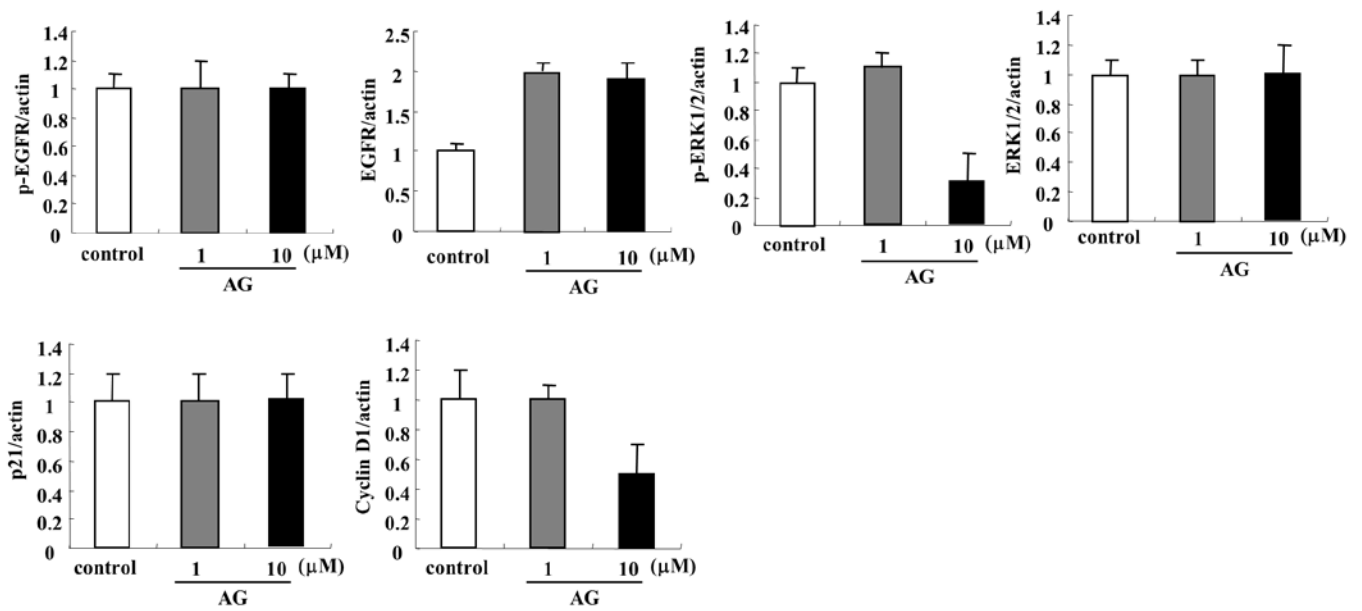 p-EGFR/actin
1.4
1.2
1
0.8
0.6
0.4
0.2
0
control 1 10 (μM)
AG
EGFR/actin
2.5
2
1.5
1
0.5
0
control 1 10 (μM)
AG
p-ERK1/2/actin
1.4
1.2
1
0.8
0.6
0.4
0.2
0
control 1 10 (μM)
AG
ERK1/2/actin
1.4
1.2
1
0.8
0.6
0.4
0.2
0
control 1 10 (μM)
AG
p21/actin
1.4
1.2
1
0.8
0.6
0.4
0.2
0
control 1 10 (μM)
AG
Cyclin D1/actin
1.4
1.2
1
0.8
0.6
0.4
0.2
0
control 1 10 (μM)
AG